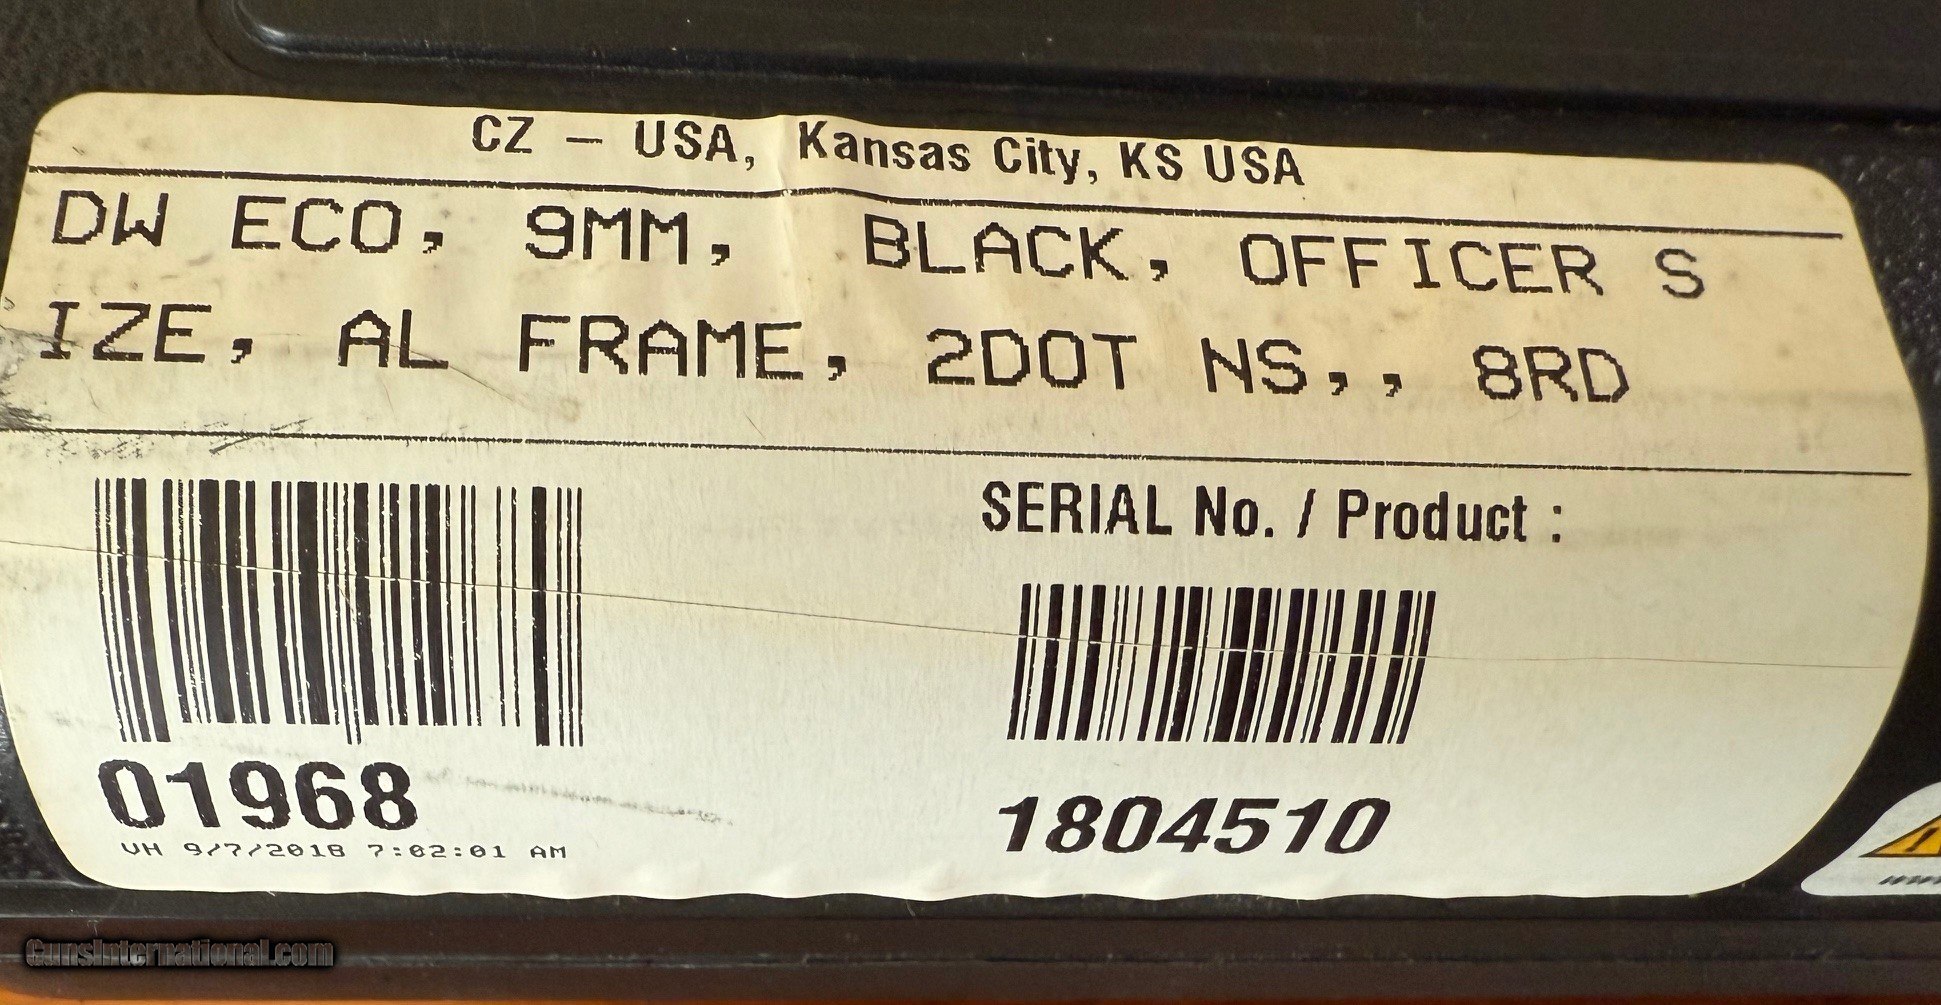 CZ – USA, Kansas City, KS USA
DW ECO, 9MM, BLACK, OFFICER S
IZE, AL FRAME, 2DOT NS,, 8RD
SERIAL No. / Product :
01968
VH 9/7/2018 7:02:01 AM
1804510
GunsInternational.com